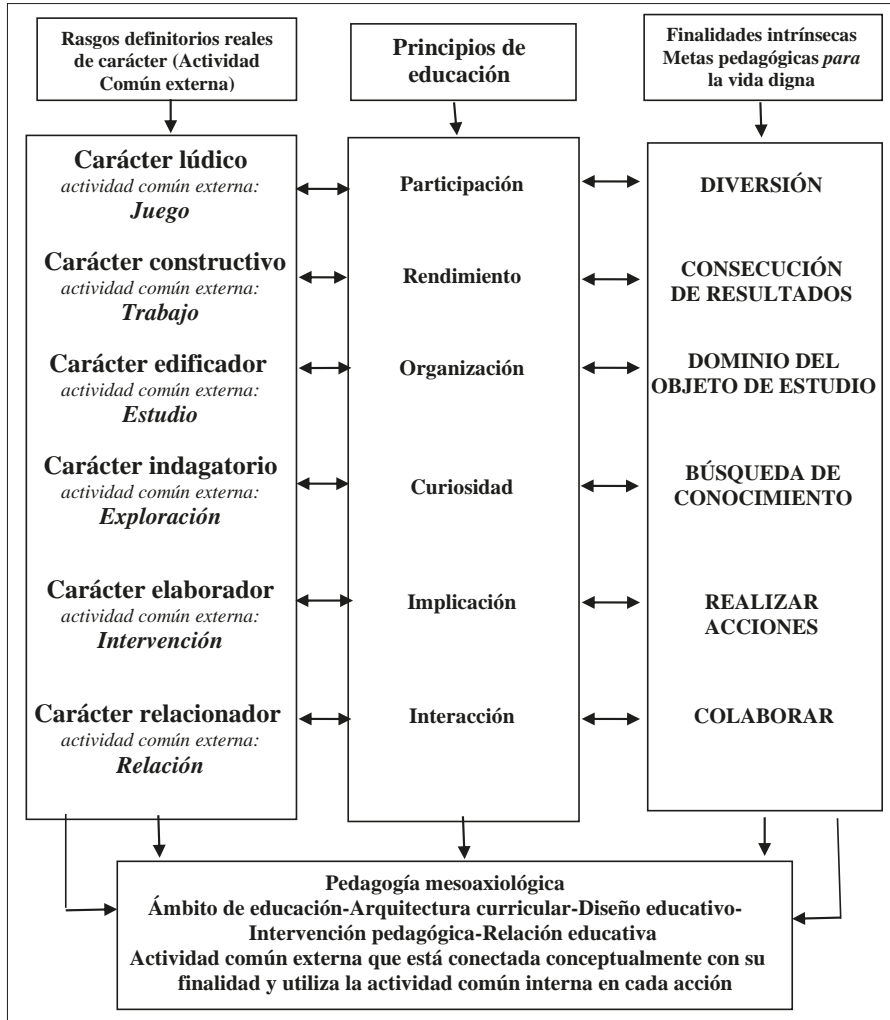 Rasgos definitorios reales
de carácter (Actividad
Común externa)
Principios de
educación
Finalidades intrínsecas
Metas pedagógicas para
la vida digna
Carácter lúdico
actividad común externa:
Juego
Participación
DIVERSIÓN
Carácter constructivo
actividad común externa:
Trabajo
Rendimiento
CONSECUCIÓN
DE RESULTADOS
Carácter edificador
actividad común externa:
Estudio
Organización
DOMINIO DEL
OBJETO DE ESTUDIO
Carácter indagatorio
actividad común externa:
Exploración
Curiosidad
BÚSQUEDA DE
CONOCIMIENTO
Carácter elaborador
actividad común externa:
Intervención
Implicación
REALIZAR
ACCIONES
Carácter relacionador
actividad común externa:
Relación
Interacción
COLABORAR
Pedagogía mesoaxiológica
Ámbito de educación-Arquitectura curricular-Diseño educativo-
Intervención pedagógica-Relación educativa
Actividad común externa que está conectada conceptualmente con su
finalidad y utiliza la actividad común interna en cada acción